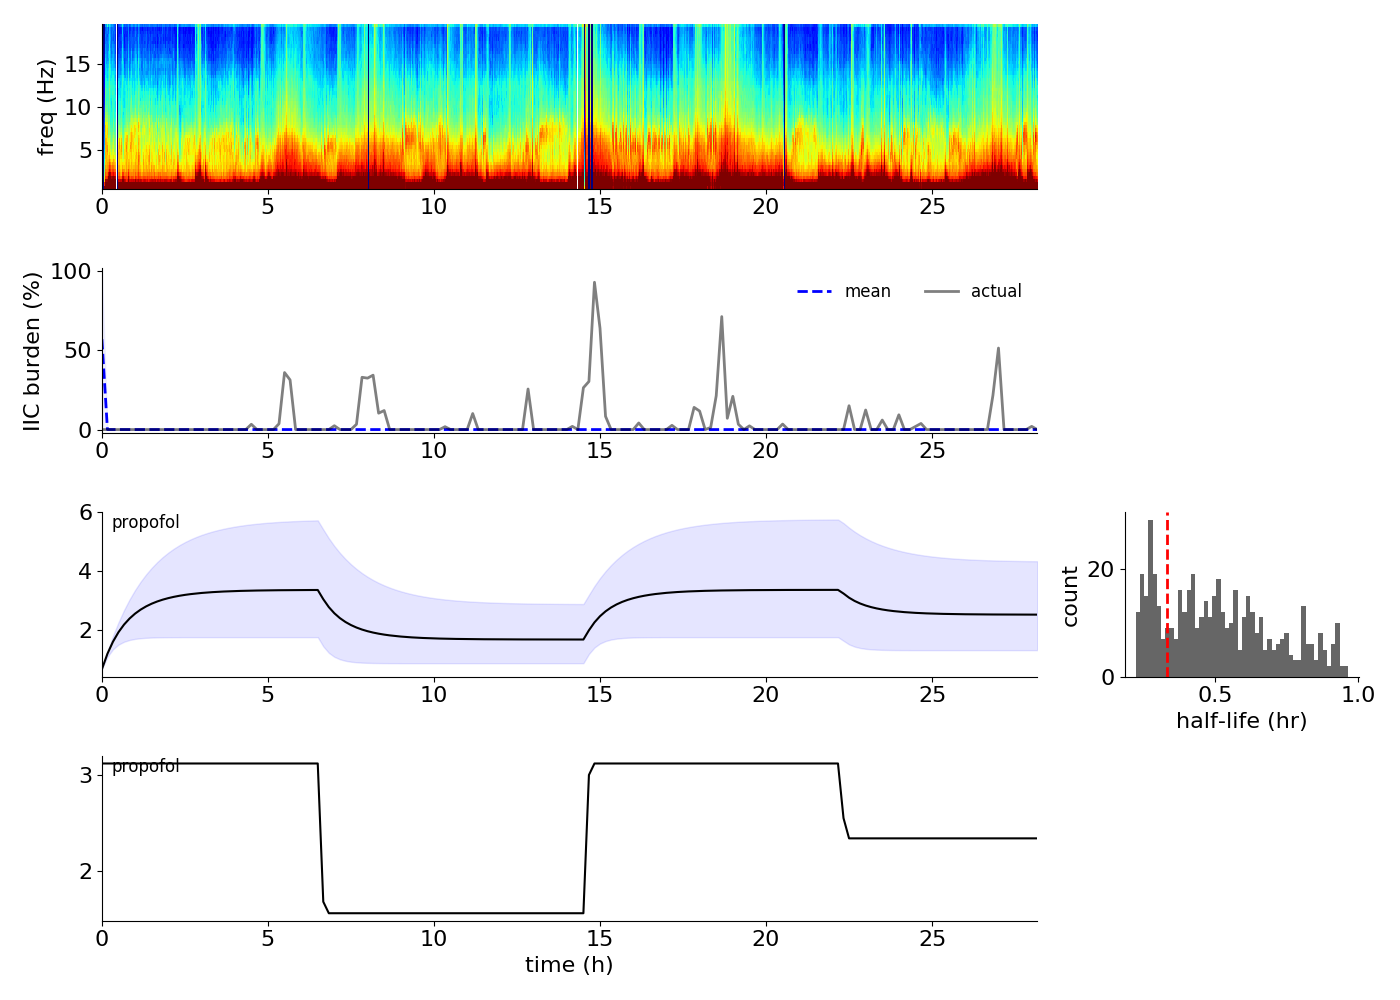 freq (Hz)
15
10
5
0 5 10 15 20 25
IIC burden (%)
100
50
0
mean actual
0 5 10 15 20 25
6
4
2
propofol
0 5 10 15 20 25
count
20
0
0.5 1.0
half-life (hr)
3
2
propofol
0 5 10 15 20 25
time (h)